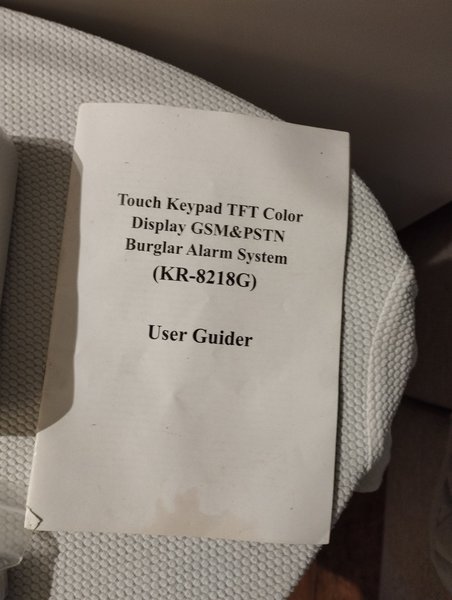 Touch Keypad TFT Color
Display GSM&PSTN
Burglar Alarm System
(KR-8218G)
User Guider